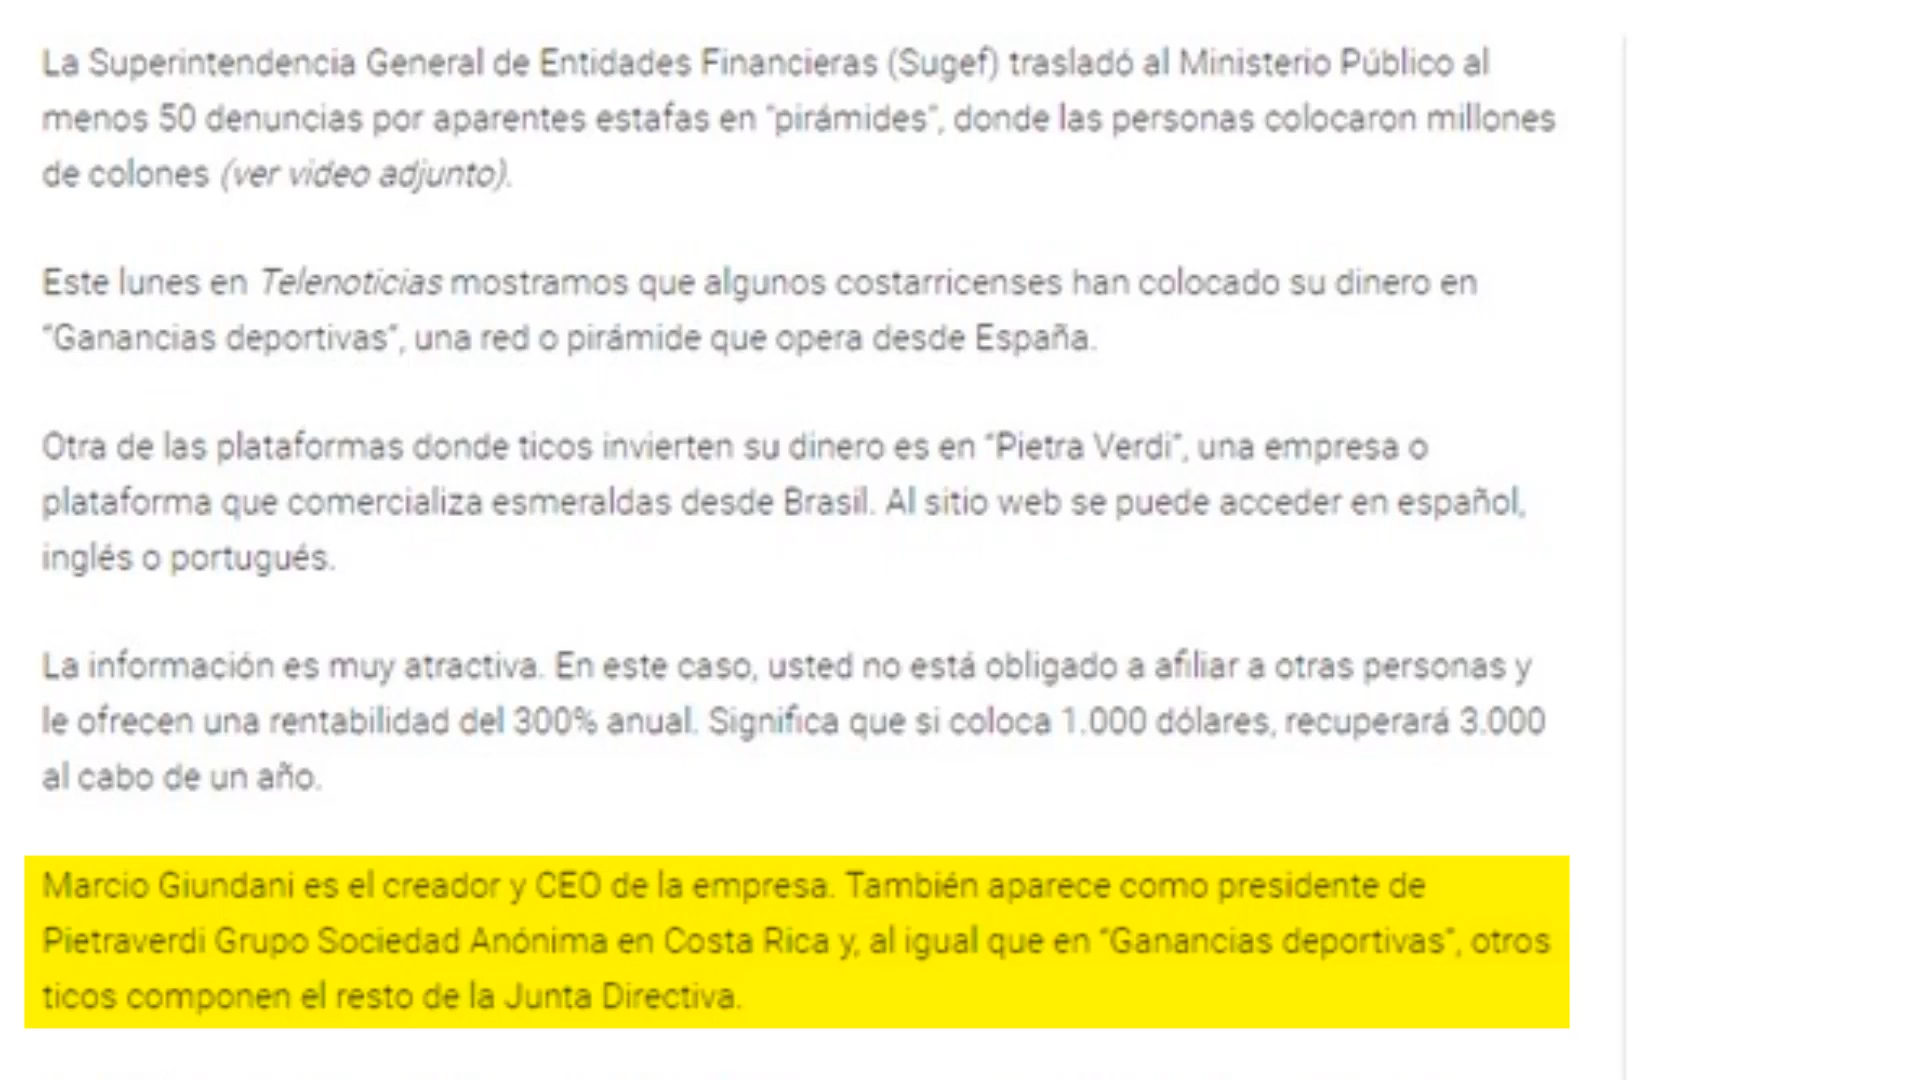 La Superintendencia General de Entidades Financieras (Sugef) trasladó al Ministerio Público al
menos 50 denuncias por aparentes estafas en "pirámides", donde las personas colocaron millones
de colones (ver video adjunto).
Este lunes en Telenoticias mostramos que algunos costarricenses han colocado su dinero en
"Ganancias deportivas", una red o pirámide que opera desde España.
Otra de las plataformas donde ticos invierten su dinero es en "Pietra Verdi", una empresa o
plataforma que comercializa esmeraldas desde Brasil. Al sitio web se puede acceder en español,
inglés o portugués.
La información es muy atractiva. En este caso, usted no está obligado a afiliar a otras personas y
le ofrecen una rentabilidad del 300% anual. Significa que si coloca 1.000 dólares, recuperará 3.000
al cabo de un año.
Marcio Giundani es el creador y CEO de la empresa. También aparece como presidente de
Pietraverdi Grupo Sociedad Anónima en Costa Rica y, al igual que en "Ganancias deportivas", otros
ticos componen el resto de la Junta Directiva.